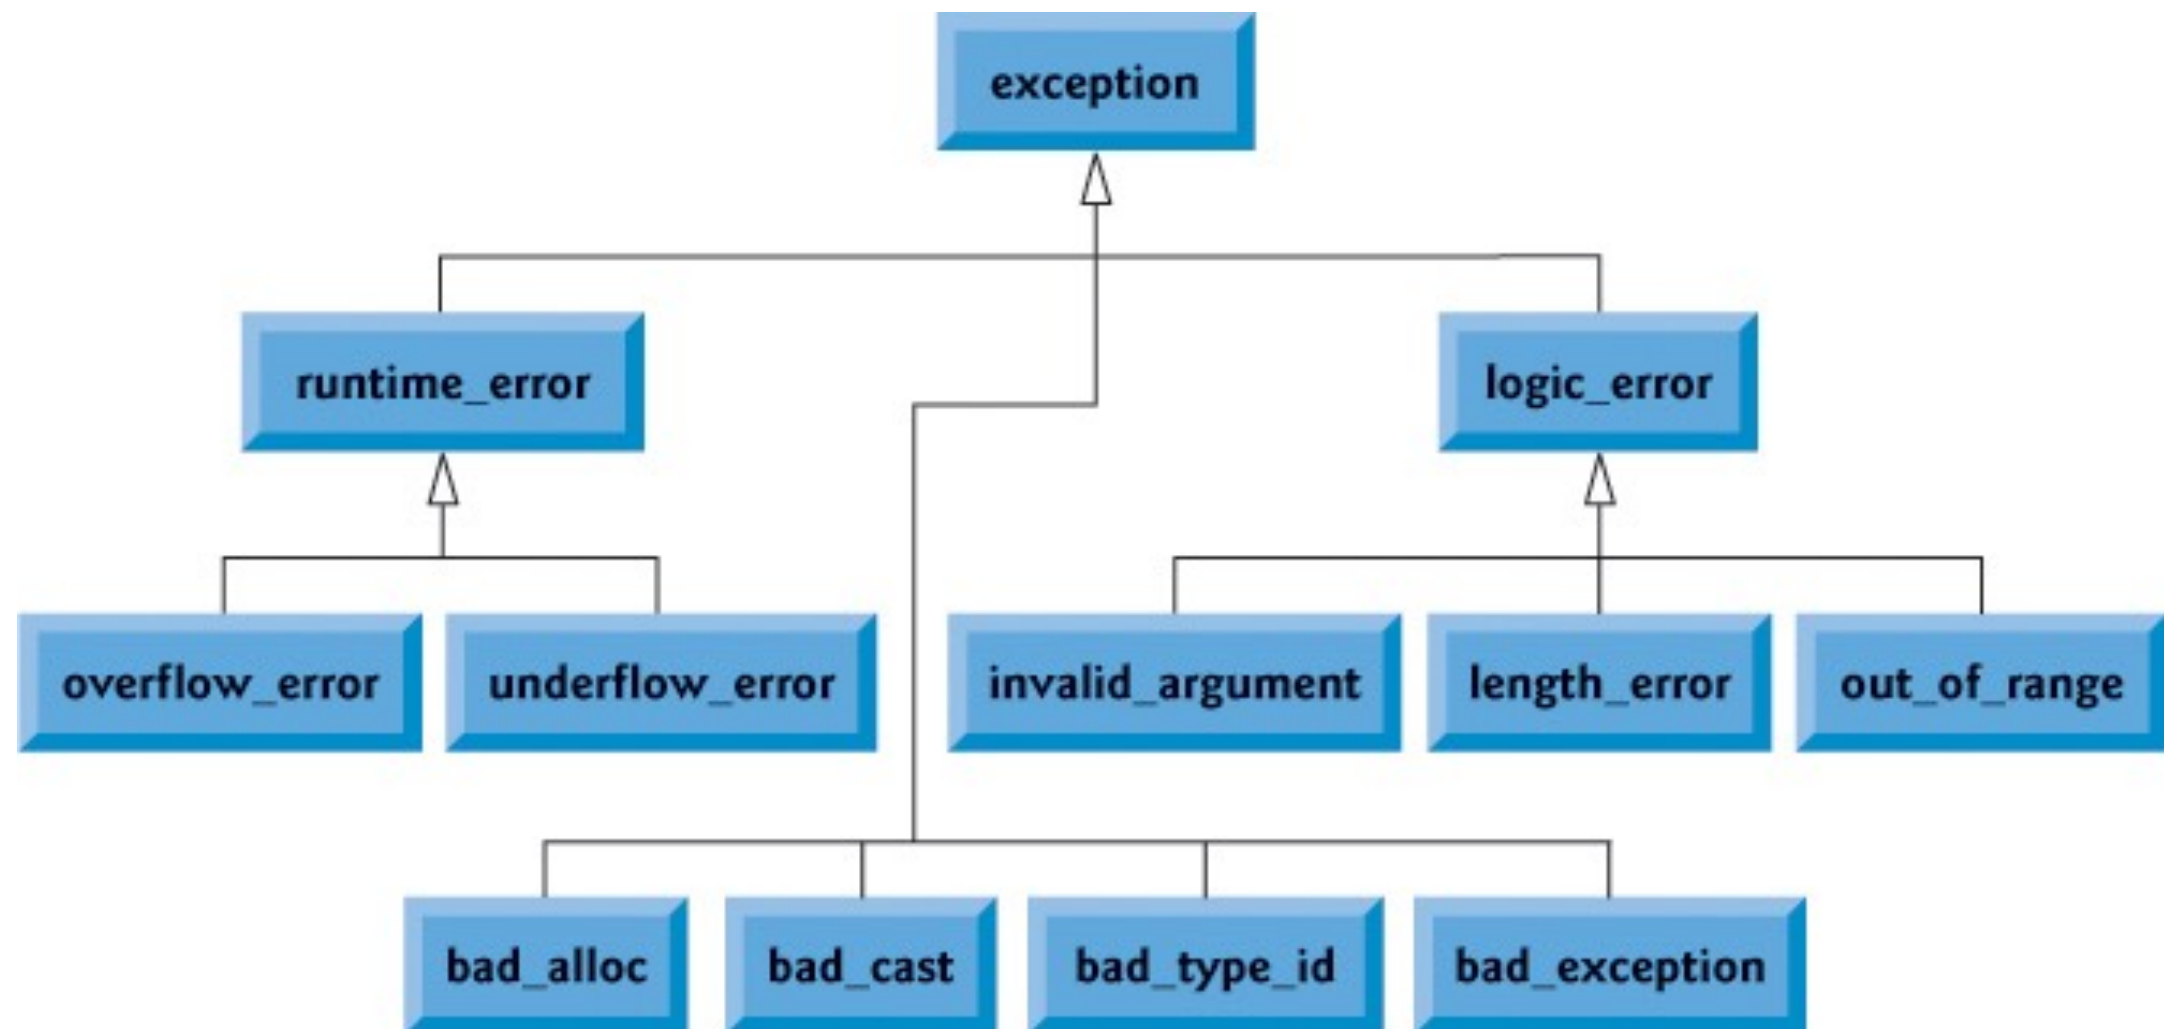 exception
runtime_error
logic_error
overflow_error
underflow_error
invalid_argument
length_error
out_of_range
bad_alloc
bad_cast
bad_type_id
bad_exception